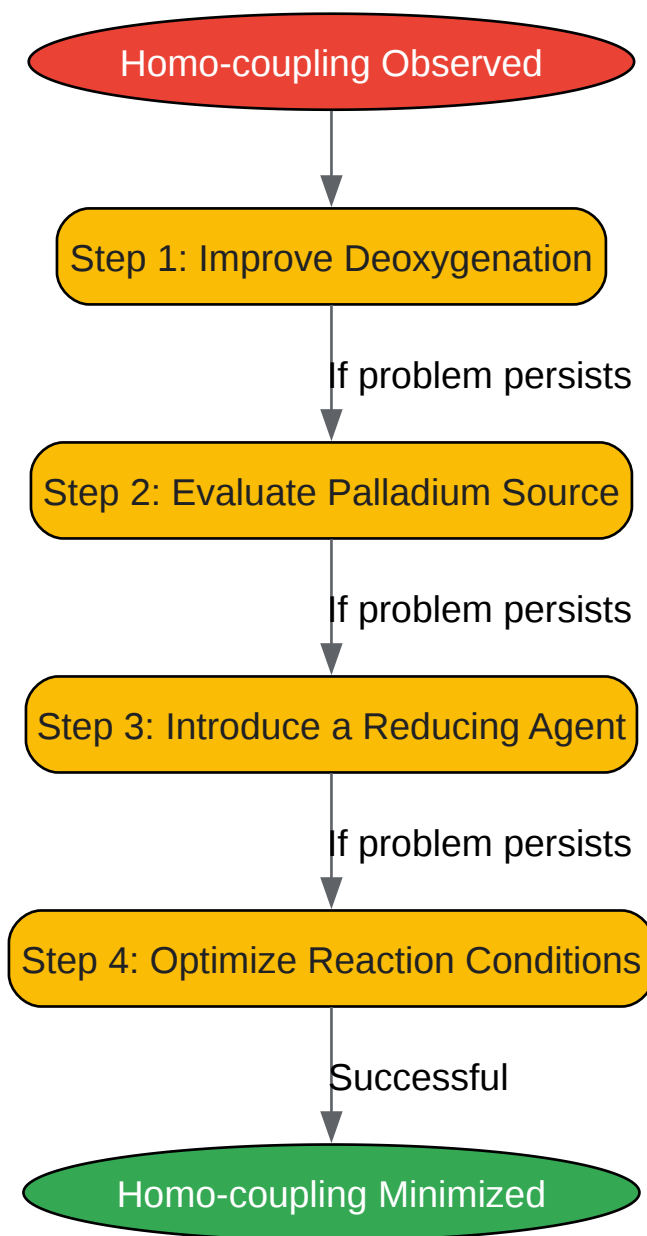 Homo-coupling Observed
Step 1: Improve Deoxygenation
If problem persists
Step 2: Evaluate Palladium Source
If problem persists
Step 3: Introduce a Reducing Agent
If problem persists
Step 4: Optimize Reaction Conditions
Successful
Homo-coupling Minimized